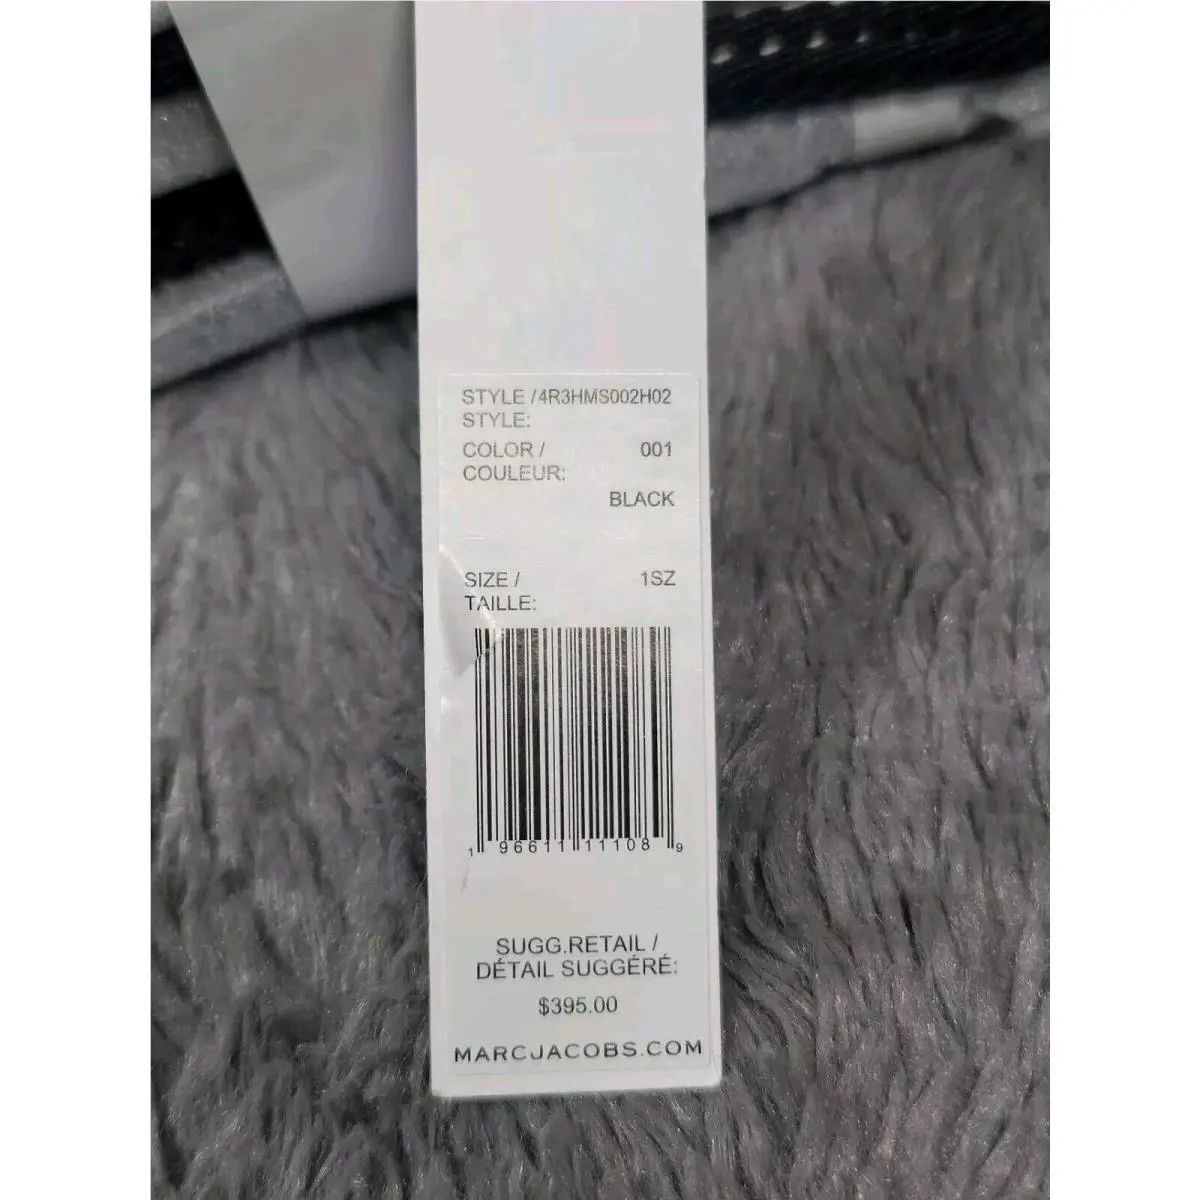 STYLE /4R3HMS002H02
STYLE:
COLOR / 001
COULEUR:
BLACK
SIZE / 1SZ
TAILLE:
1 96611 11108 9
SUGG.RETAIL /
DÉTAIL SUGGÉRÉ:
$395.00
MARCJACOBS.COM